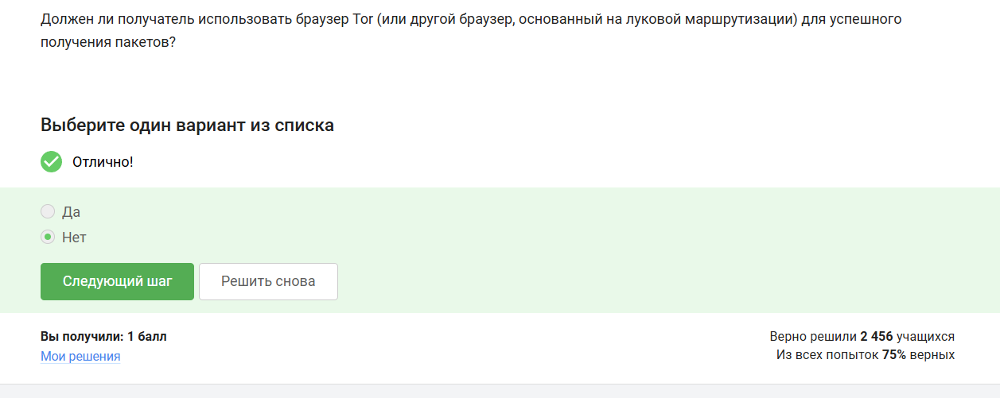 Должен ли получатель использовать браузер Tor (или другой браузер, основанный на луковой маршрутизации) для успешного
получения пакетов?
Выберите один вариант из списка
Отлично!
Да
Нет
Следующий шаг
Решить снова
Вы получили: 1 балл
Мои решения
Верно решили 2 456 учащихся
Из всех попыток 75% верных